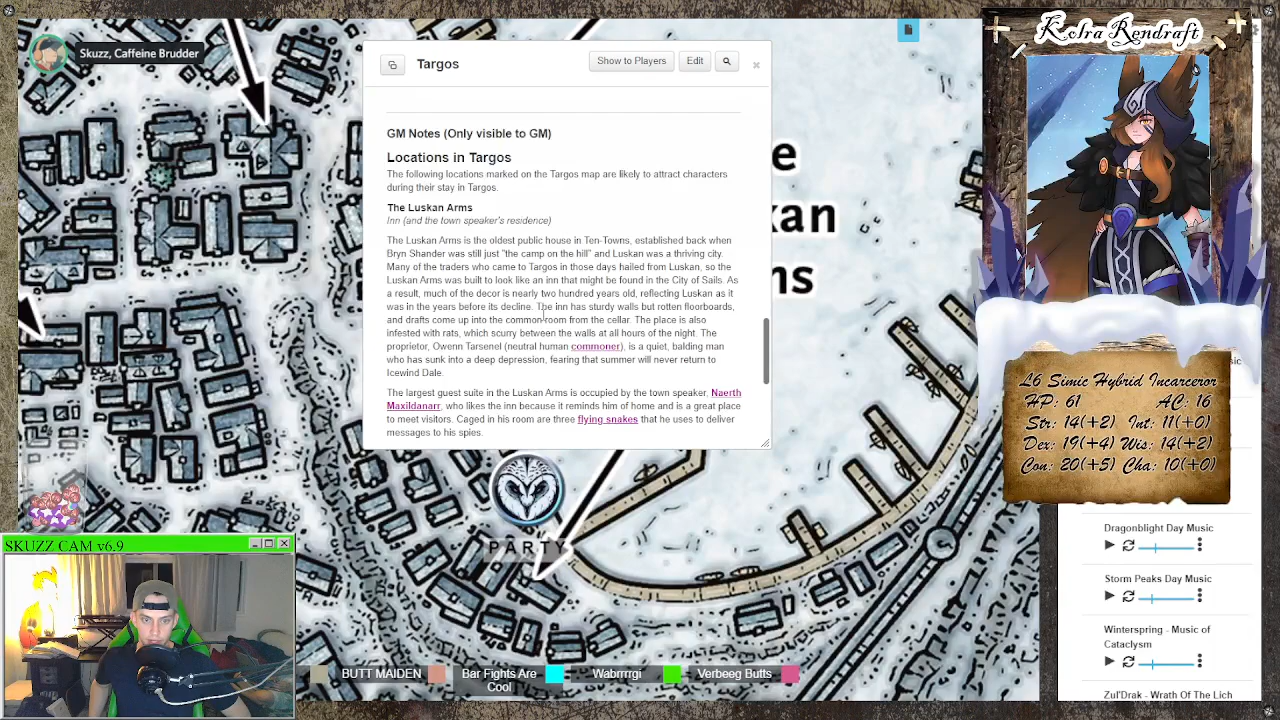 Skuzz, Caffeine Brudder
Targos
Show to Players
Edit
GM Notes (Only visible to GM)
Locations in Targos
The following locations marked on the Targos map are likely to attract characters
during their stay in Targos.
The Luskan Arms
Inn (and the town speaker's residence)
The Luskan Arms is the oldest public house in Ten-Towns, established back when
Bryn Shander was still just "the camp on the hill" and Luskan was a thriving city.
Many of the traders who came to Targos in those days hailed from Luskan, so the
Luskan Arms was built to look like an inn that might be found in the City of Sails. As
a result, much of the decor is nearly two hundred years old, reflecting Luskan as it
was in the years before its decline. The inn has sturdy walls but rotten floorboards,
and drafts come up into the common room from the cellar. The place is also
infested with rats, which scurry between the walls at all hours of the night. The
proprietor, Owenn Tarsenel (neutral human commoner), is a quiet, balding man
who has sunk into a deep depression, fearing that summer will never return to
Icewind Dale.
The largest guest suite in the Luskan Arms is occupied by the town speaker, Naerth
Maxildanarr, who likes the inn because it reminds him of home and is a great place
to meet visitors. Caged in his room are three flying snakes that he uses to deliver
messages to his spies.
e
kan
ns
PARTY
L6 Simic Hybrid Incarceror
HP: 61 AC: 16
Str: 14(+2) Int: 11(+0)
Dex: 19(+4) Wis: 14(+2)
Con: 20(+5) Cha: 10(+0)
Dragonblight Day Music
Storm Peaks Day Music
Winterspring - Music of
Cataclysm
Zul'Drak - Wrath Of The Lich
SKUZZ CAM v6.9
BUTT MAIDEN
Bar Fights Are
Cool
Wabrrrrgi
Verbeeg Butts